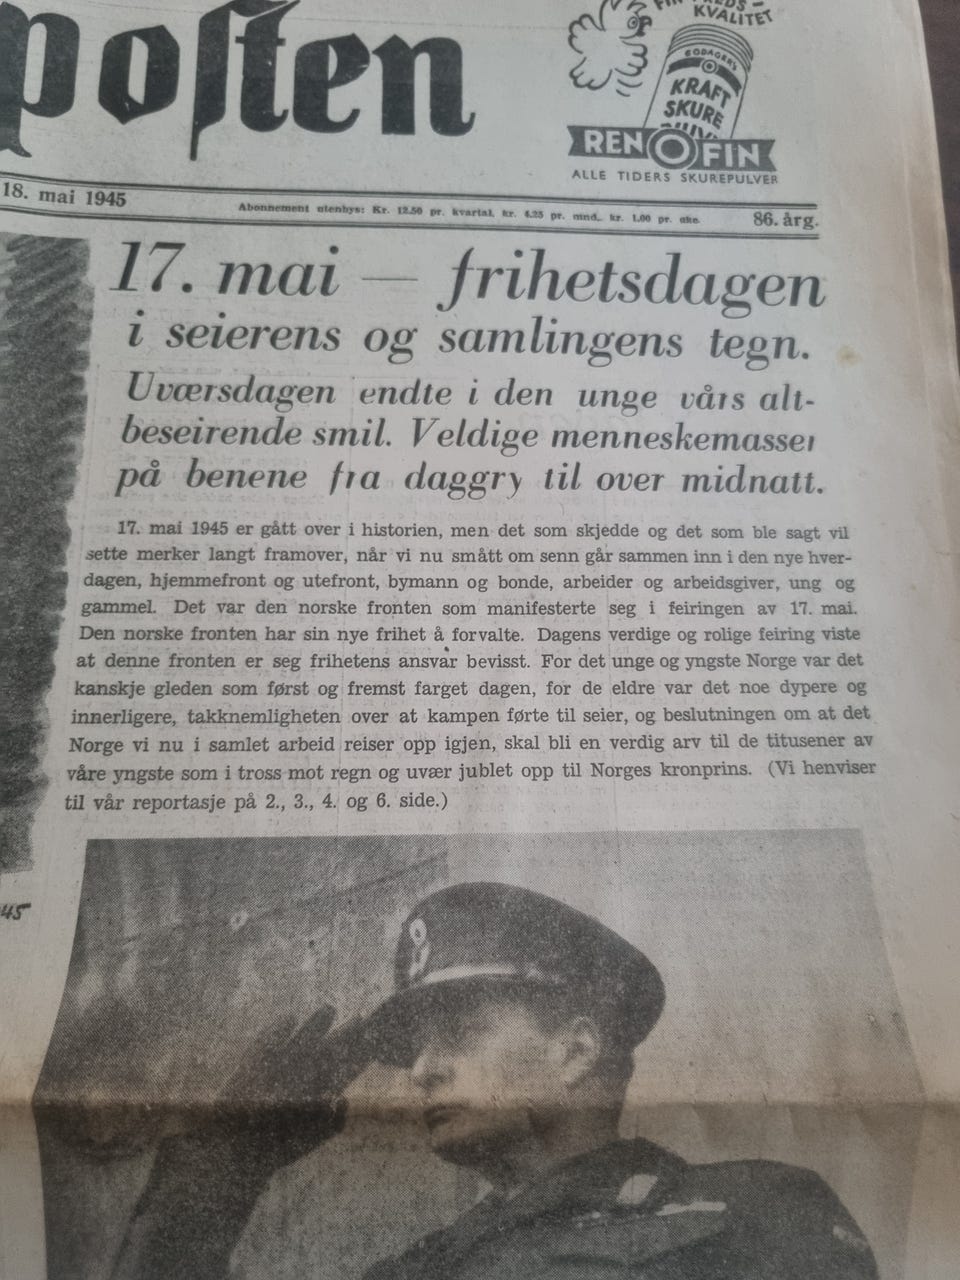 posten
KVALITET
GODAGERS
KRAFT
SKURE
RENOFIN
ALLE TIDERS SKUREPULVER
18. mai 1945
Abonnement utenbys: Kr. 12.50 pr. kvartal, kr. 4.25 pr. mnd., kr. 1.00 pr. uke.
86. årg.
17. mai — frihetsdagen
i seierens og samlingens tegn.
Uværsdagen endte i den unge vårs alt-
beseirende smil. Veldige menneskemasser
på benene fra daggry til over midnatt.
17. mai 1945 er gått over i historien, men det som skjedde og det som ble sagt vil
sette merker langt framover, når vi nu smått om senn går sammen inn i den nye hver-
dagen, hjemmefront og utefront, bymann og bonde, arbeider og arbeidsgiver, ung og
gammel. Det var den norske fronten som manifesterte seg i feiringen av 17. mai.
Den norske fronten har sin nye frihet å forvalte. Dagens verdige og rolige feiring viste
at denne fronten er seg frihetens ansvar bevisst. For det unge og yngste Norge var det
kanskje gleden som først og fremst farget dagen, for de eldre var det noe dypere og
innerligere, takknemligheten over at kampen førte til seier, og beslutningen om at det
Norge vi nu i samlet arbeid reiser opp igjen, skal bli en verdig arv til de titusener av
våre yngste som i tross mot regn og uvær jublet opp til Norges kronprins. (Vi henviser
til vår reportasje på 2., 3., 4. og 6. side.)
45